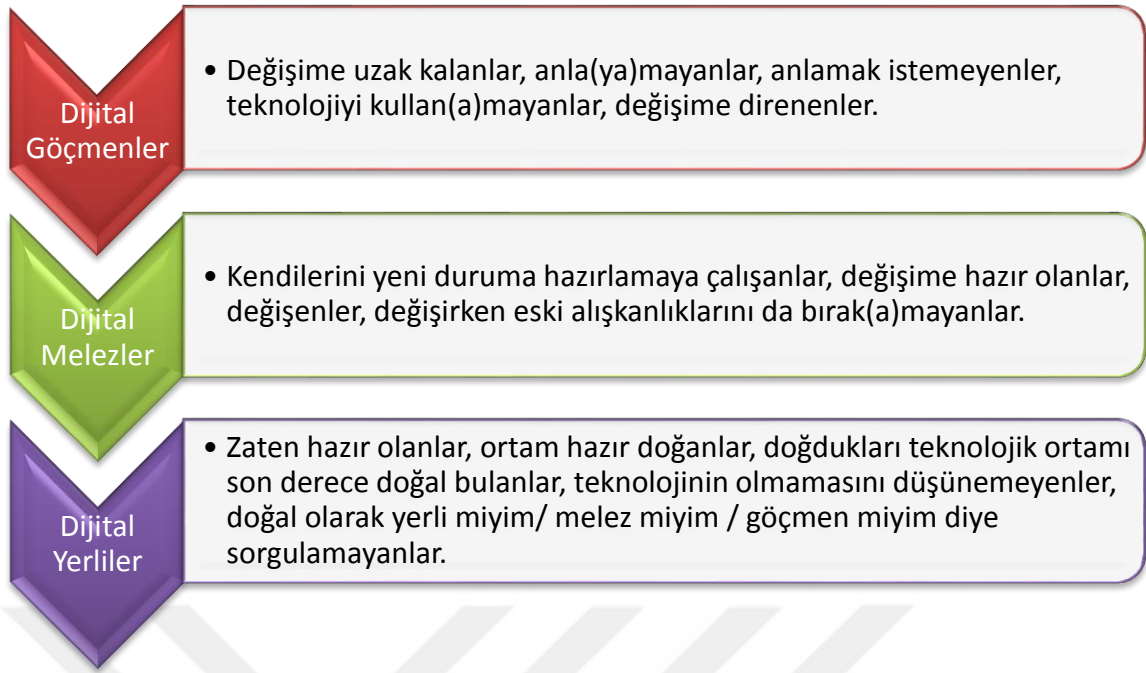 Dijital
Göçmenler
• Değişime uzak kalanlar, anla(ya)mayanlar, anlamak istemeyenler,
teknolojiyi kullan(a)mayanlar, değişime direnenler.
Dijital
Melezler
• Kendilerini yeni duruma hazırlamaya çalışanlar, değişime hazır olanlar,
değişenler, değişirken eski alışkanlıklarını da bırak(a)mayanlar.
Dijital
Yerliler
• Zaten hazır olanlar, ortam hazır doğanlar, doğdukları teknolojik ortamı
son derece doğal bulanlar, teknolojinin olmamasını düşünemeyenler,
doğal olarak yerli miyim/ melez miyim / göçmen miyim diye
sorgulamayanlar.